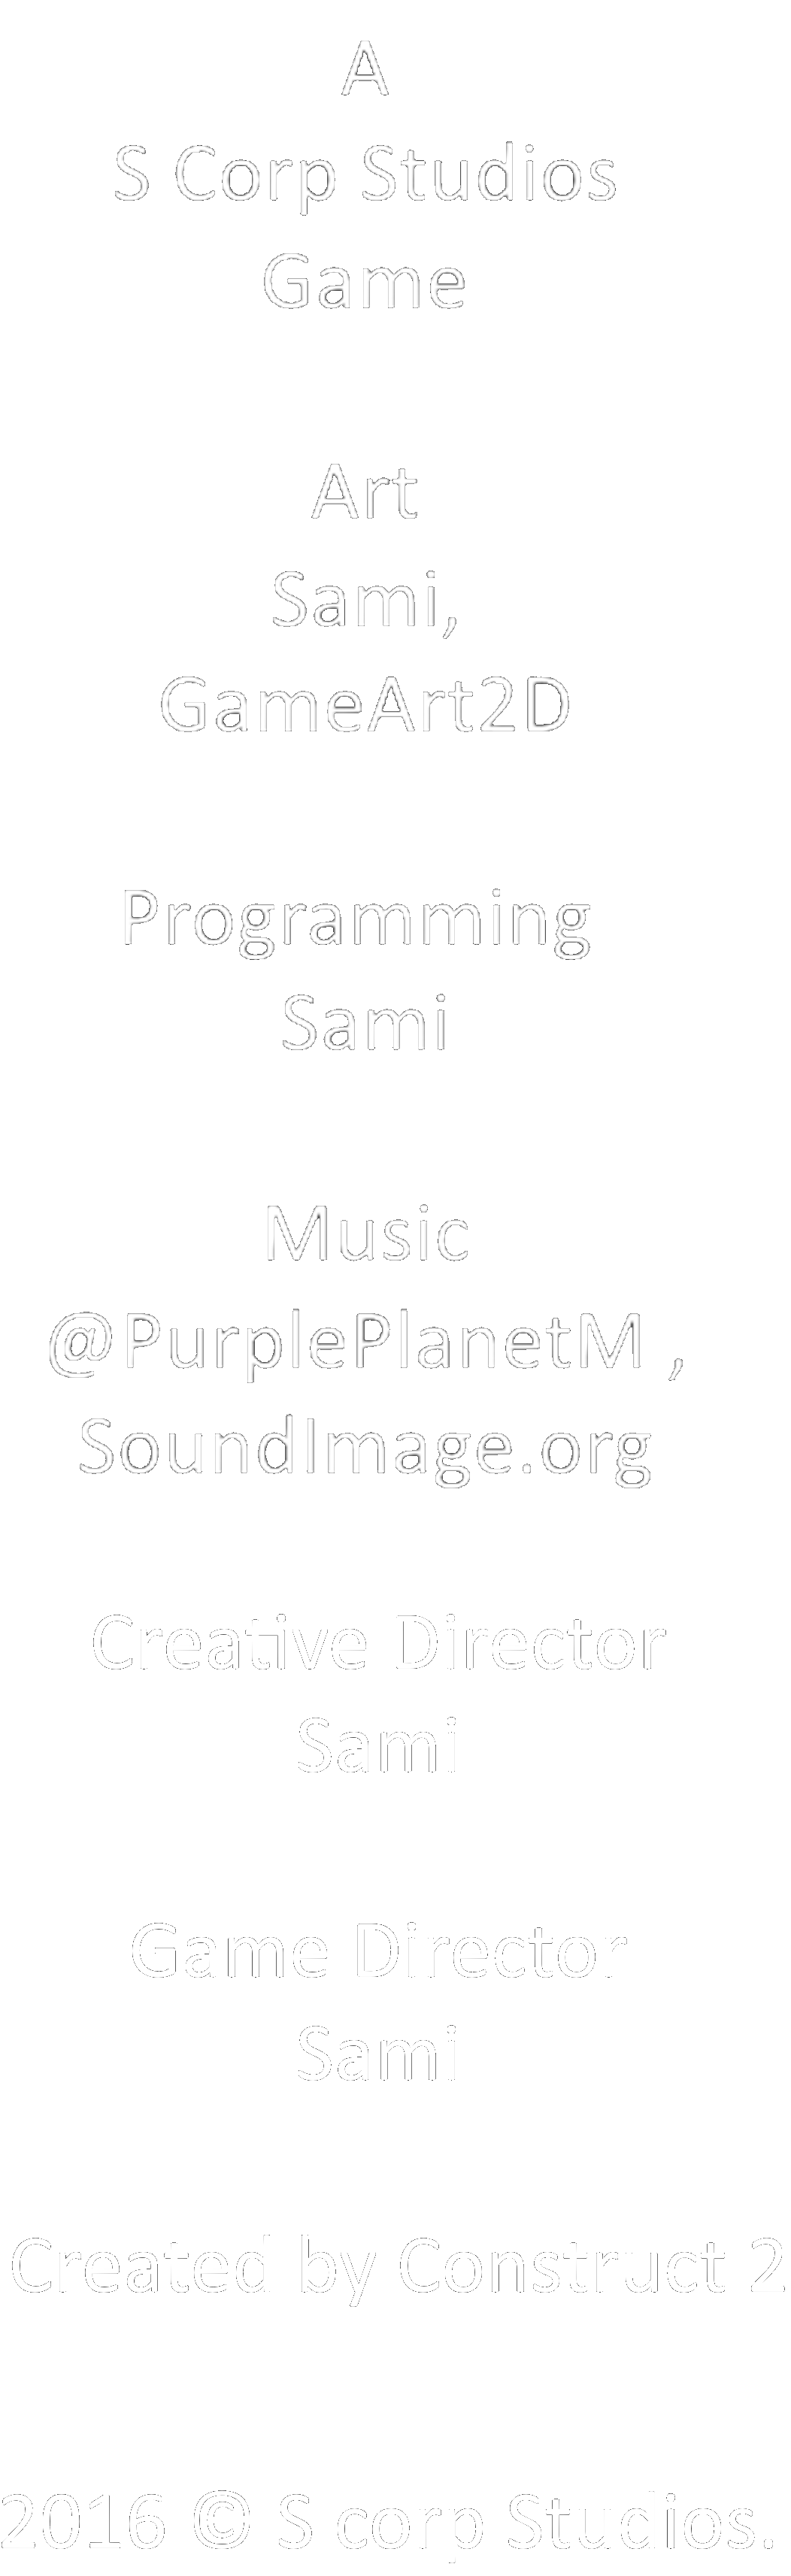 A
S Corp Studios
Game
Art
Sami,
GameArt2D
Programming
Sami
Music
@PurplePlanetM ,
SoundImage.org
Creative Director
Sami
Game Director
Sami
Created by Construct 2
2016 © S corp Studios.